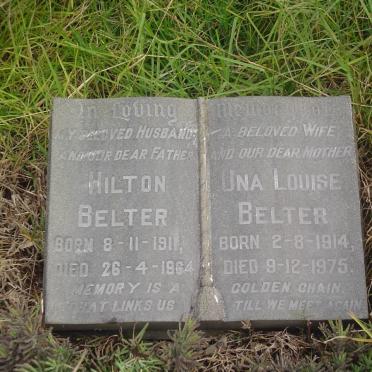 In Loving Memory of
MY BELOVED HUSBAND
AND OUR DEAR FATHER
HILTON
BELTER
BORN 8-11-1911,
DIED 26-4-1964
MEMORY IS A
THAT LINKS US
A BELOVED WIFE
AND OUR DEAR MOTHER
UNA LOUISE
BELTER
BORN 2-8-1914,
DIED 9-12-1975.
GOLDEN CHAIN
TILL WE MEET AGAIN